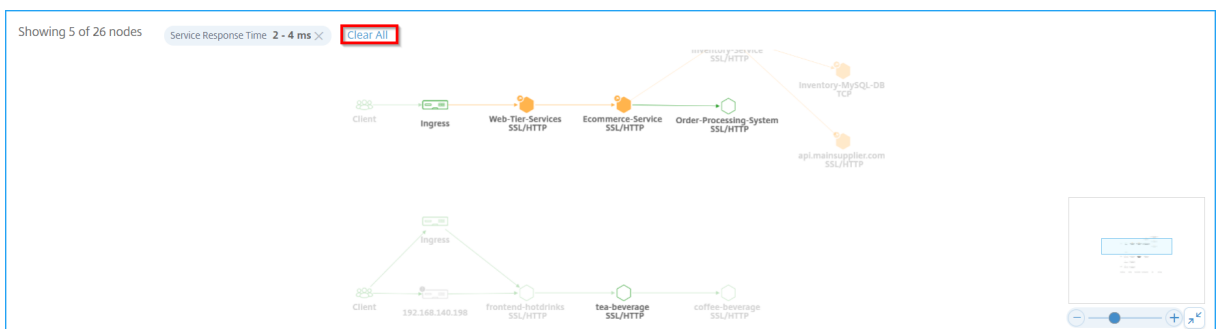 Showing 5 of 26 nodes
Service Response Time 2 - 4 ms
Clear All
Inventory-Service
SSL/HTTP
Inventory-MySQL-DB
TCP
Client
Ingress
Web-Tier-Services
SSL/HTTP
Ecommerce-Service
SSL/HTTP
Order-Processing-System
SSL/HTTP
api.mainsupplier.com
SSL/HTTP
Ingress
Client
192.168.140.198
frontend-hotdrinks
SSL/HTTP
tea-beverage
SSL/HTTP
coffee-beverage
SSL/HTTP